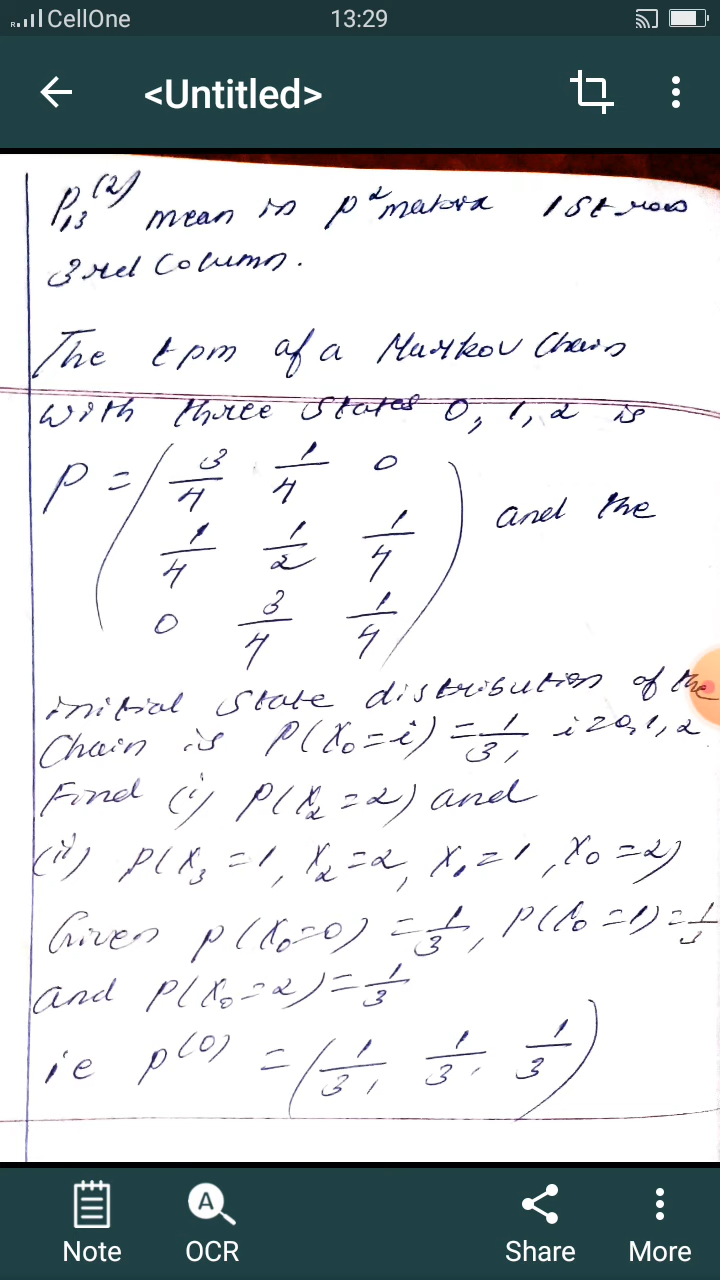 CellOne 13:29
<Untitled>
P₁₃⁽²⁾ mean in p² matrix 1st row
3rd Column.
The tpm of a Markov Chain
with three states 0, 1, 2 is
P = ( 3/4 1/4 0
1/4 1/2 1/4 and the
0 3/4 1/4 )
initial state distribution of the
Chain is P(X₀=i) = 1/3, i=0,1,2
Find (i) P(X₂=2) and
(ii) P(X₃=1, X₂=2, X₁=1, X₀=2)
Given p(X₀=0) = 1/3, P(X₀=1)=1/3
and P(X₀=2)=1/3
ie p⁽⁰⁾ = (1/3, 1/3, 1/3)
A
Note OCR Share More